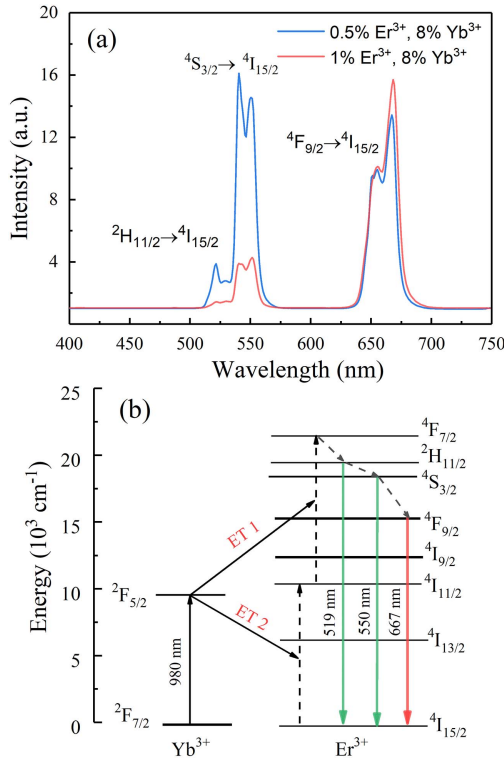 (a)
0.5% Er³⁺, 8% Yb³⁺
1% Er³⁺, 8% Yb³⁺
⁴S₃/₂→⁴I₁₅/₂
⁴F₉/₂→⁴I₁₅/₂
²H₁₁/₂→⁴I₁₅/₂
Intensity (a.u.)
20
16
12
8
4
400 450 500 550 600 650 700 750
Wavelength (nm)
(b)
Energy (10³ cm⁻¹)
25
20
15
10
5
0
⁴F₇/₂
²H₁₁/₂
⁴S₃/₂
⁴F₉/₂
⁴I₉/₂
⁴I₁₁/₂
⁴I₁₃/₂
⁴I₁₅/₂
ET 1
ET 2
²F₅/₂
²F₇/₂
980 nm
519 nm
550 nm
667 nm
Yb³⁺
Er³⁺